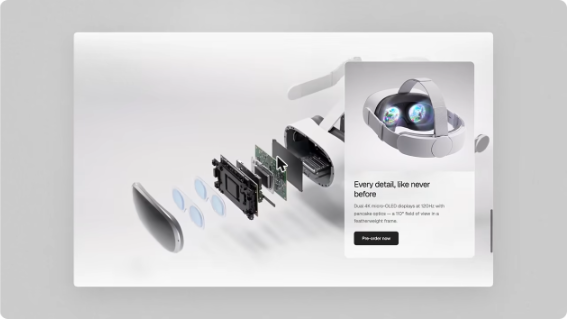 Every detail, like never
before
Dual 4K micro-OLED displays at 120Hz with
pancake optics — a 110° field of view in a
featherweight frame.
Pre-order now